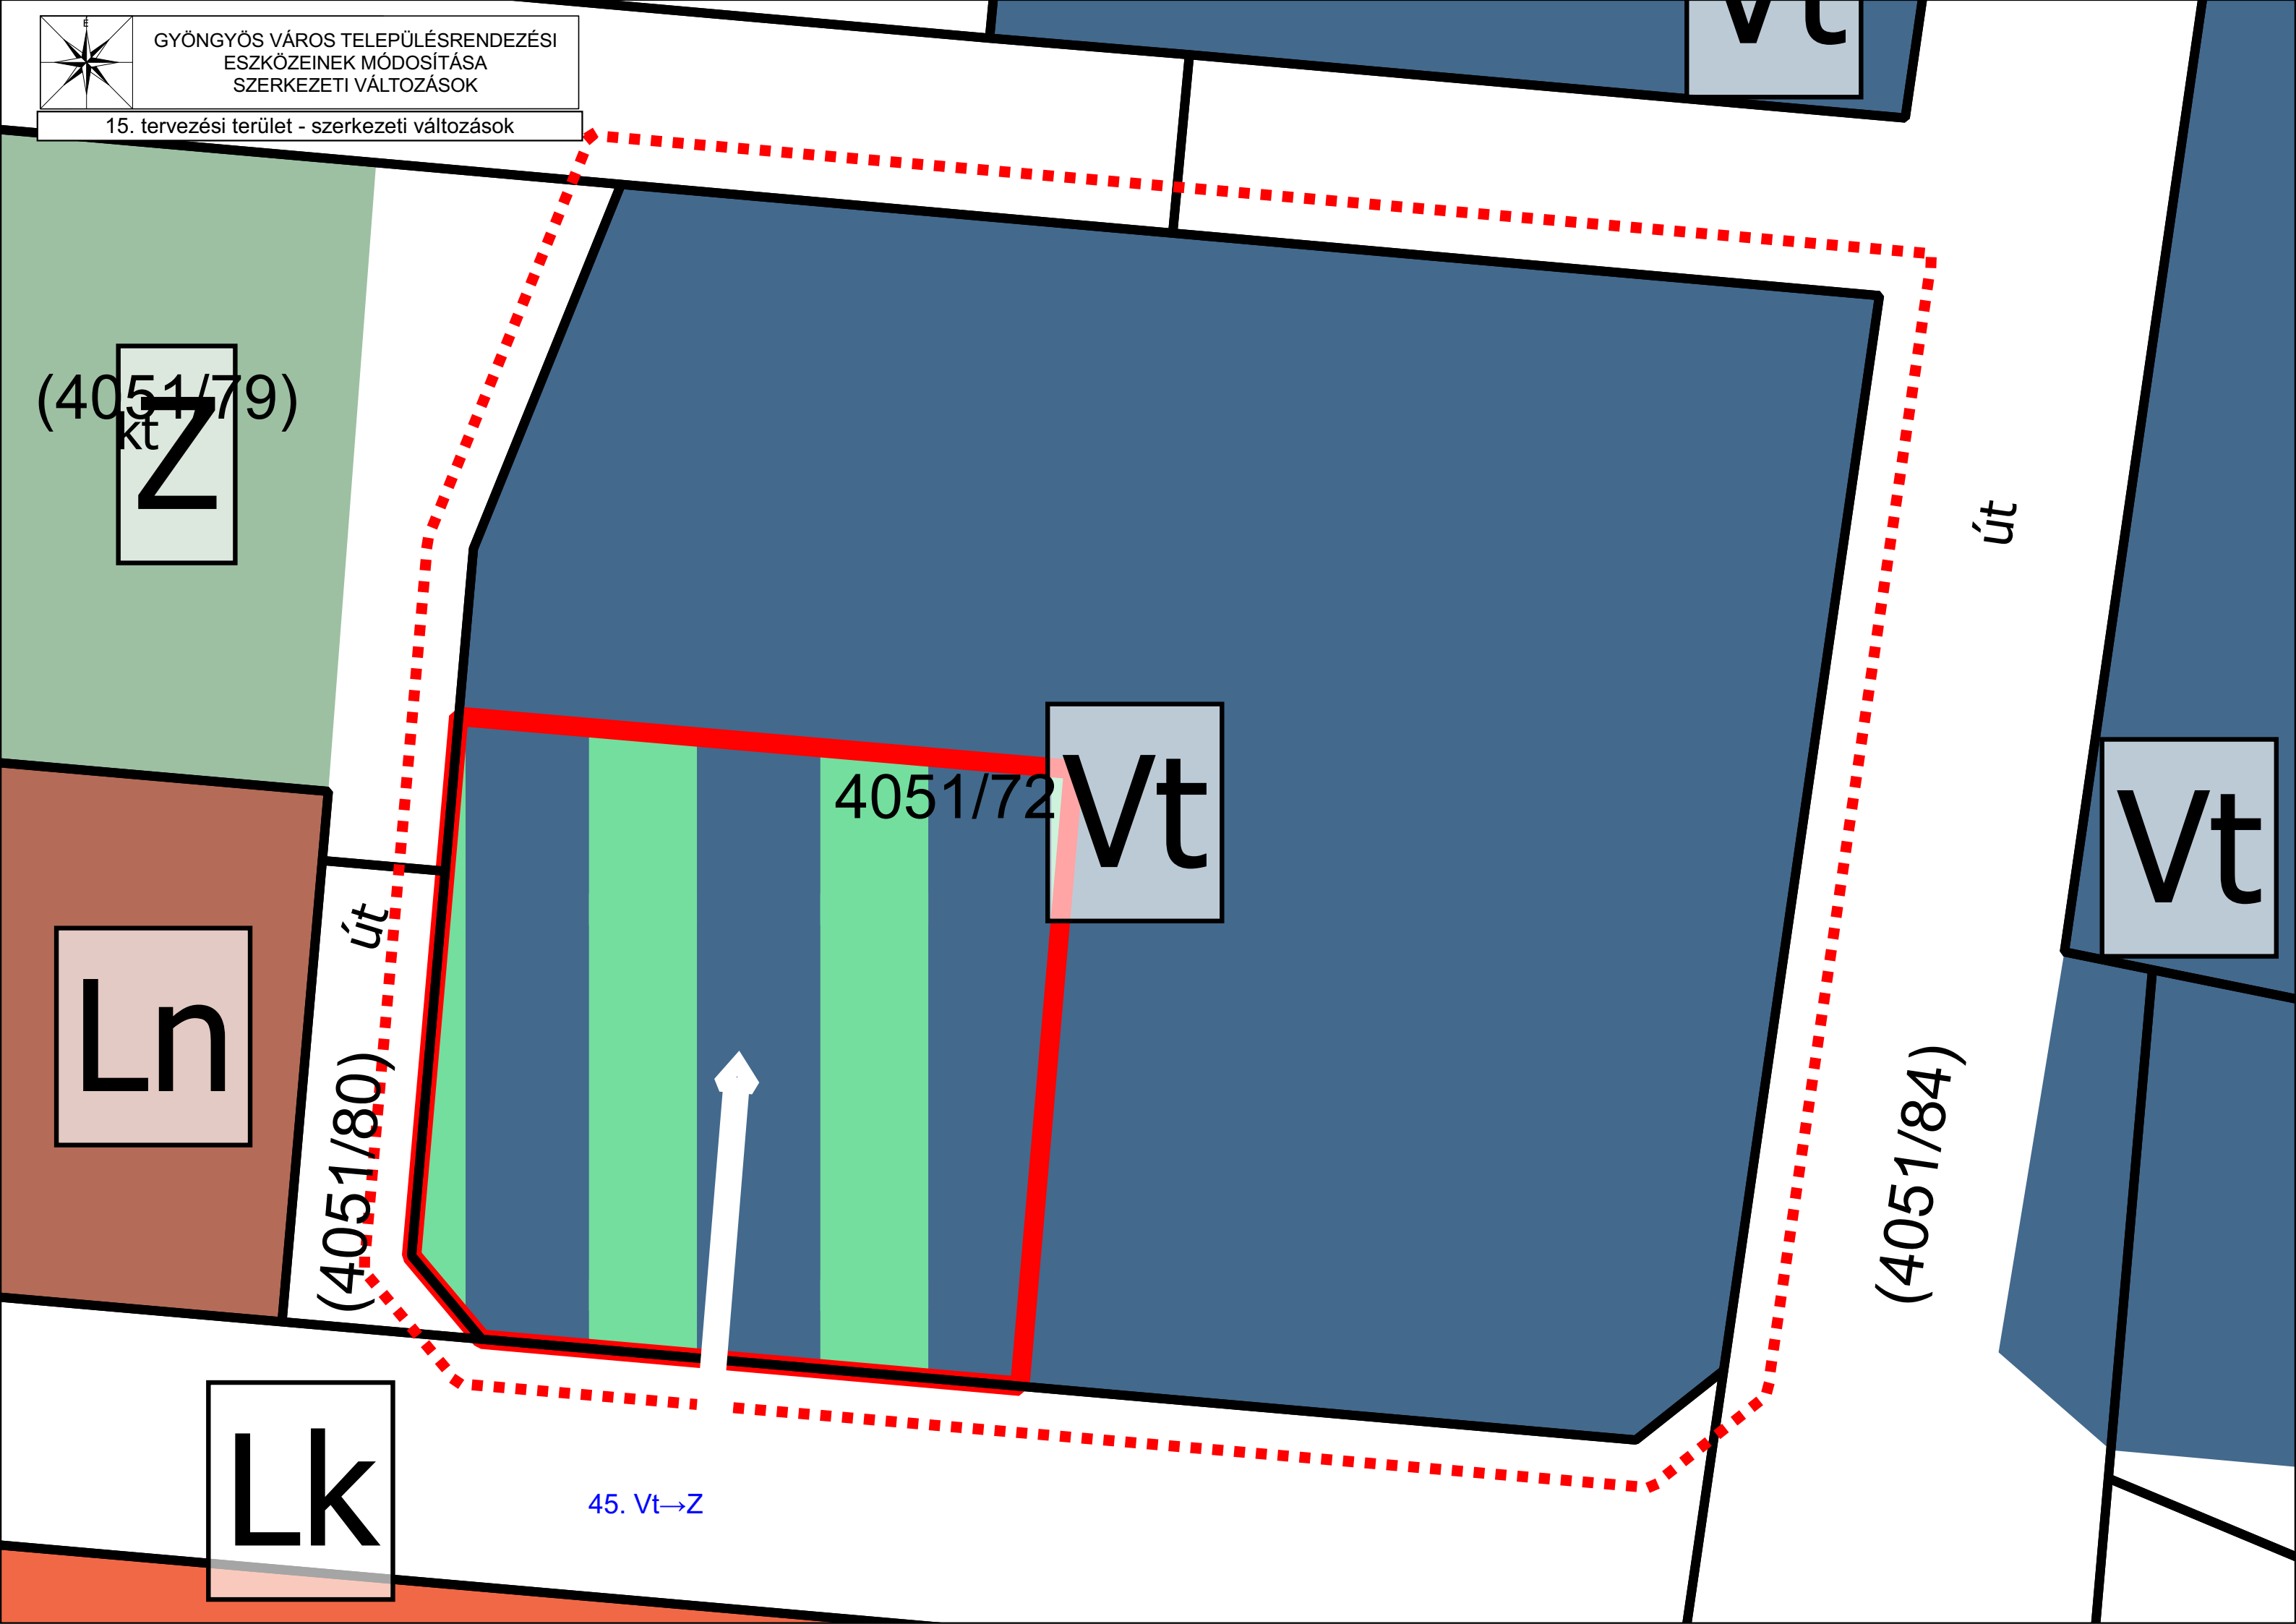 É
GYÖNGYÖS VÁROS TELEPÜLÉSRENDEZÉSI
ESZKÖZEINEK MÓDOSÍTÁSA
SZERKEZETI VÁLTOZÁSOK
15. tervezési terület - szerkezeti változások
Vt
(4051/79)
kt
Z
út
4051/72
Vt
Vt
út
Ln
(4051/80)
(4051/84)
Lk
45. Vt→Z